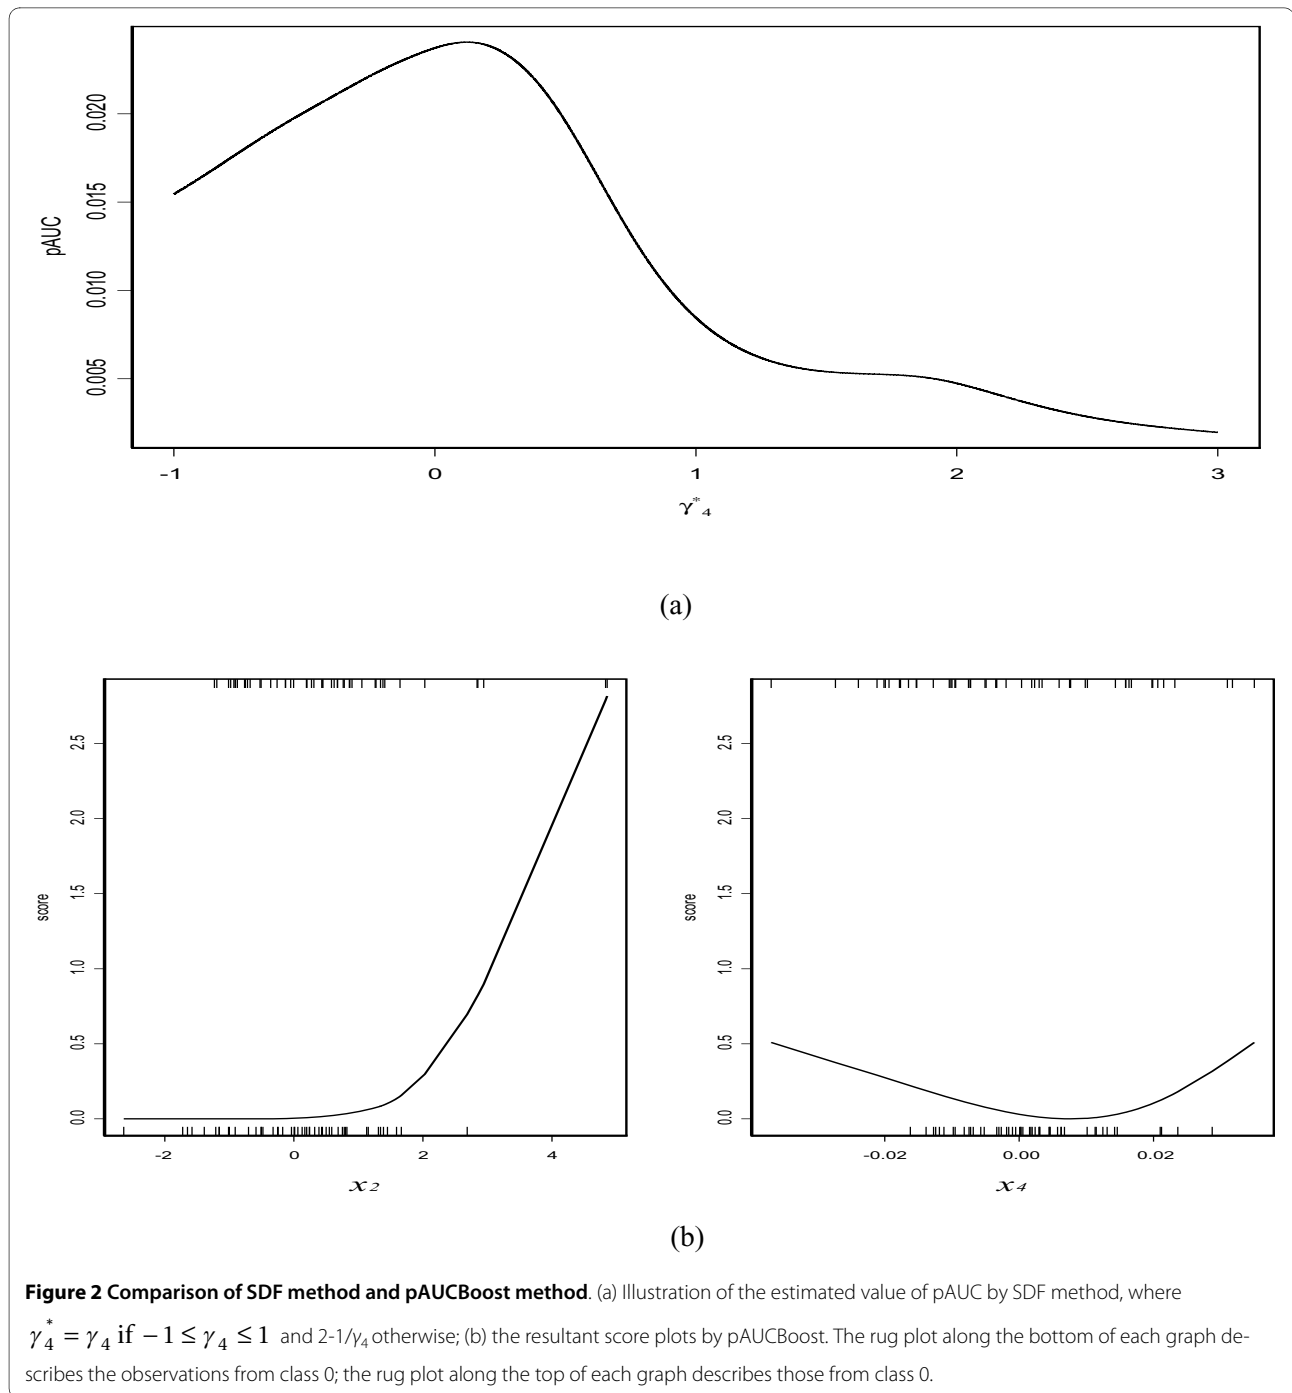 0.020
0.015
0.010
0.005
pAUC
-1 0 1 2 3
γ*4
(a)
2.5
2.0
1.5
1.0
0.5
0.0
score
-2 0 2 4
x2
2.5
2.0
1.5
1.0
0.5
0.0
score
-0.02 0.00 0.02
x4
(b)
Figure 2 Comparison of SDF method and pAUCBoost method. (a) Illustration of the estimated value of pAUC by SDF method, where
γ4* = γ4 if − 1 ≤ γ4 ≤ 1 and 2-1/γ4 otherwise; (b) the resultant score plots by pAUCBoost. The rug plot along the bottom of each graph de-
scribes the observations from class 0; the rug plot along the top of each graph describes those from class 0.